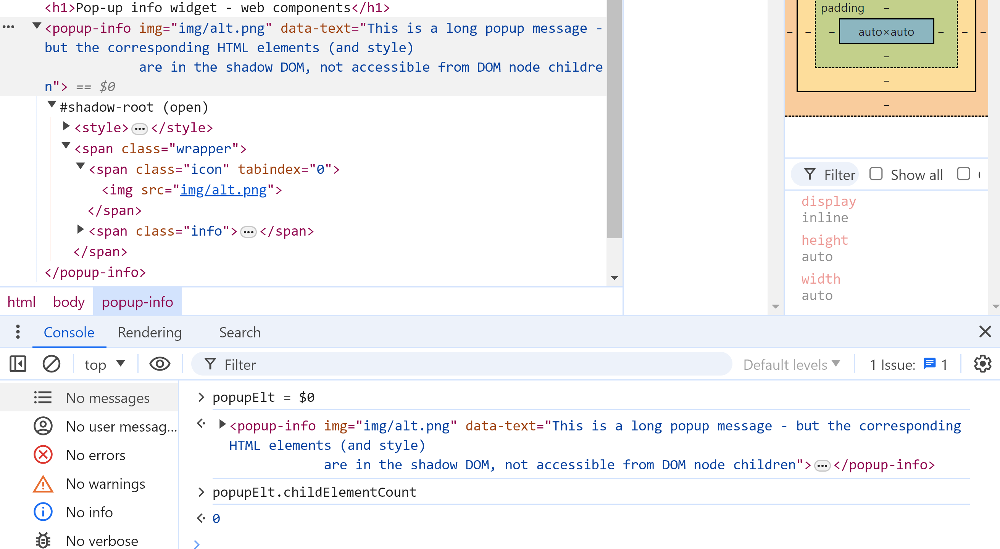 <h1>Pop-up info widget - web components</h1>
<popup-info img="img/alt.png" data-text="This is a long popup message -
but the corresponding HTML elements (and style)
are in the shadow DOM, not accessible from DOM node childre
n"> == $0
#shadow-root (open)
<style>…</style>
<span class="wrapper">
<span class="icon" tabindex="0">
<img src="img/alt.png">
</span>
<span class="info">…</span>
</span>
</popup-info>
html body popup-info
padding –
– – – auto×auto – – –
–
–
–
Filter Show all
display
inline
height
auto
width
auto
Console Rendering Search
top Filter Default levels 1 Issue: 1
No messages
No user messag...
No errors
No warnings
No info
No verbose
> popupElt = $0
<popup-info img="img/alt.png" data-text="This is a long popup message - but the corresponding
HTML elements (and style)
are in the shadow DOM, not accessible from DOM node children">…</popup-info>
> popupElt.childElementCount
0
>